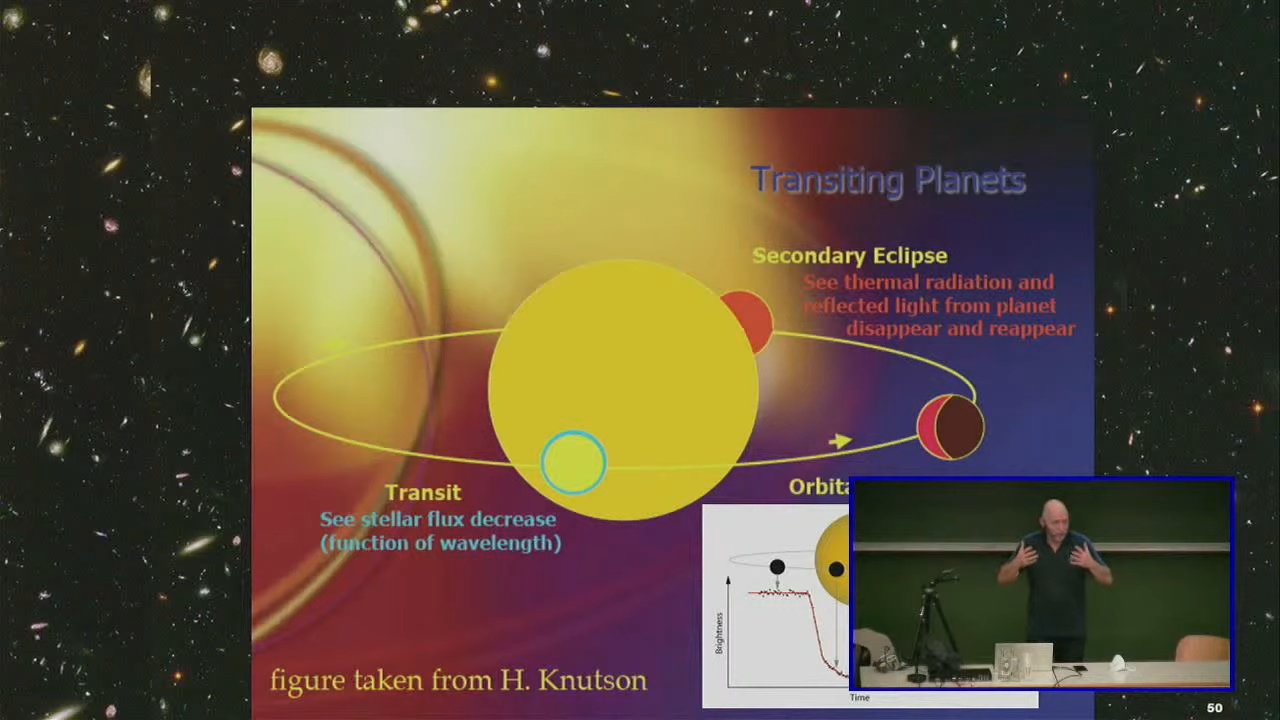 Transiting Planets
Secondary Eclipse
See thermal radiation and
reflected light from planet
disappear and reappear
Transit
See stellar flux decrease
(function of wavelength)
Orbita
Brightness
Time
figure taken from H. Knutson
50